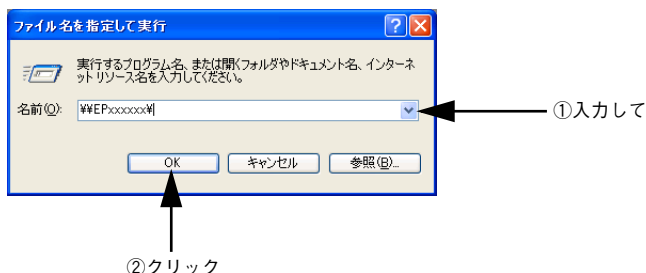 ファイル名を指定して実行
実行するプログラム名、または開くフォルダやドキュメント名、インターネ
ット リソース名を入力してください。
名前(O): ¥¥EPxxxxxx¥
①入力して
OK キャンセル 参照(B)...
②クリック